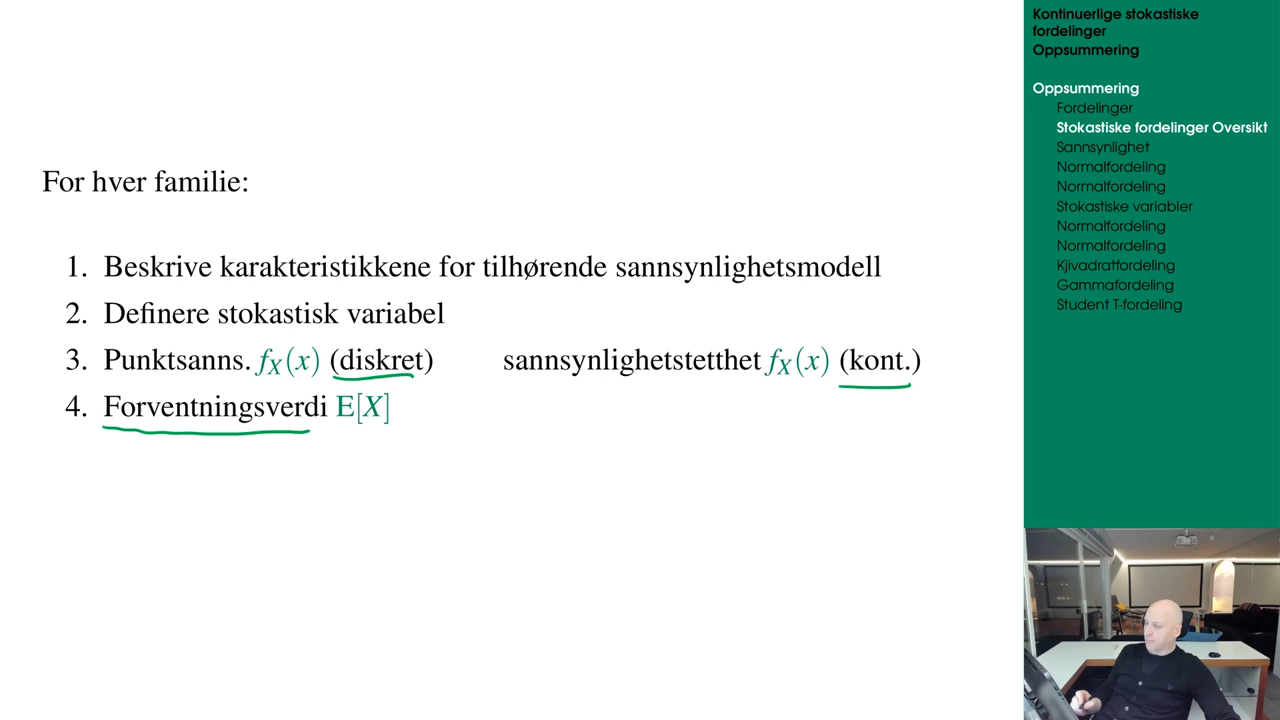 For hver familie:
1. Beskrive karakteristikkene for tilhørende sannsynlighetsmodell
2. Definere stokastisk variabel
3. Punktsanns. fX(x) (diskret) sannsynlighetstetthet fX(x) (kont.)
4. Forventningsverdi E[X]
Kontinuerlige stokastiske
fordelinger
Oppsummering
Oppsummering
Fordelinger
Stokastiske fordelinger Oversikt
Sannsynlighet
Normalfordeling
Normalfordeling
Stokastiske variabler
Normalfordeling
Normalfordeling
Kjivadratfordeling
Gammafordeling
Student T-fordeling